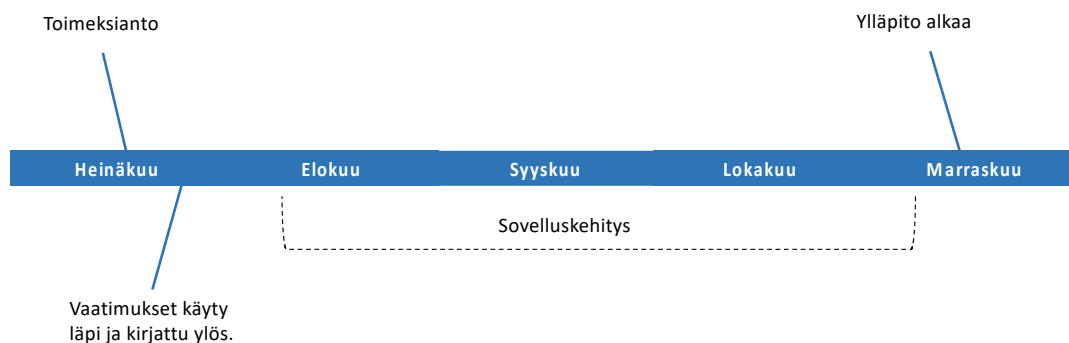 Toimeksianto
Ylläpito alkaa
Heinäkuu
Elokuu
Syyskuu
Lokakuu
Marraskuu
Sovelluskehitys
Vaatimukset käyty
läpi ja kirjattu ylös.